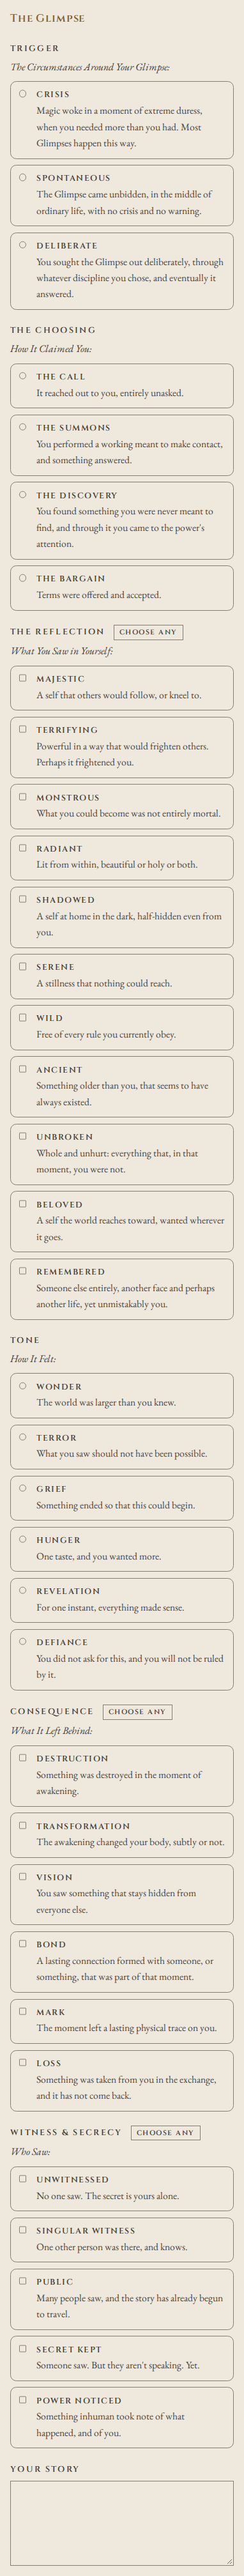 THE GLIMPSE
TRIGGER
The Circumstances Around Your Glimpse:
CRISIS
Magic woke in a moment of extreme duress,
when you needed more than you had. Most
Glimpses happen this way.
SPONTANEOUS
The Glimpse came unbidden, in the middle of
ordinary life, with no crisis and no warning.
DELIBERATE
You sought the Glimpse out deliberately, through
whatever discipline you chose, and eventually it
answered.
THE CHOOSING
How It Claimed You:
THE CALL
It reached out to you, entirely unasked.
THE SUMMONS
You performed a working meant to make contact,
and something answered.
THE DISCOVERY
You found something you were never meant to
find, and through it you came to the power's
attention.
THE BARGAIN
Terms were offered and accepted.
THE REFLECTION CHOOSE ANY
What You Saw in Yourself:
MAJESTIC
A self that others would follow, or kneel to.
TERRIFYING
Powerful in a way that would frighten others.
Perhaps it frightened you.
MONSTROUS
What you could become was not entirely mortal.
RADIANT
Lit from within, beautiful or holy or both.
SHADOWED
A self at home in the dark, half-hidden even from
you.
SERENE
A stillness that nothing could reach.
WILD
Free of every rule you currently obey.
ANCIENT
Something older than you, that seems to have
always existed.
UNBROKEN
Whole and unhurt: everything that, in that
moment, you were not.
BELOVED
A self the world reaches toward, wanted wherever
it goes.
REMEMBERED
Someone else entirely, another face and perhaps
another life, yet unmistakably you.
TONE
How It Felt:
WONDER
The world was larger than you knew.
TERROR
What you saw should not have been possible.
GRIEF
Something ended so that this could begin.
HUNGER
One taste, and you wanted more.
REVELATION
For one instant, everything made sense.
DEFIANCE
You did not ask for this, and you will not be ruled
by it.
CONSEQUENCE CHOOSE ANY
What It Left Behind:
DESTRUCTION
Something was destroyed in the moment of
awakening.
TRANSFORMATION
The awakening changed your body, subtly or not.
VISION
You saw something that stays hidden from
everyone else.
BOND
A lasting connection formed with someone, or
something, that was part of that moment.
MARK
The moment left a lasting physical trace on you.
LOSS
Something was taken from you in the exchange,
and it has not come back.
WITNESS & SECRECY CHOOSE ANY
Who Saw:
UNWITNESSED
No one saw. The secret is yours alone.
SINGULAR WITNESS
One other person was there, and knows.
PUBLIC
Many people saw, and the story has already begun
to travel.
SECRET KEPT
Someone saw. But they aren't speaking. Yet.
POWER NOTICED
Something inhuman took note of what
happened, and of you.
YOUR STORY